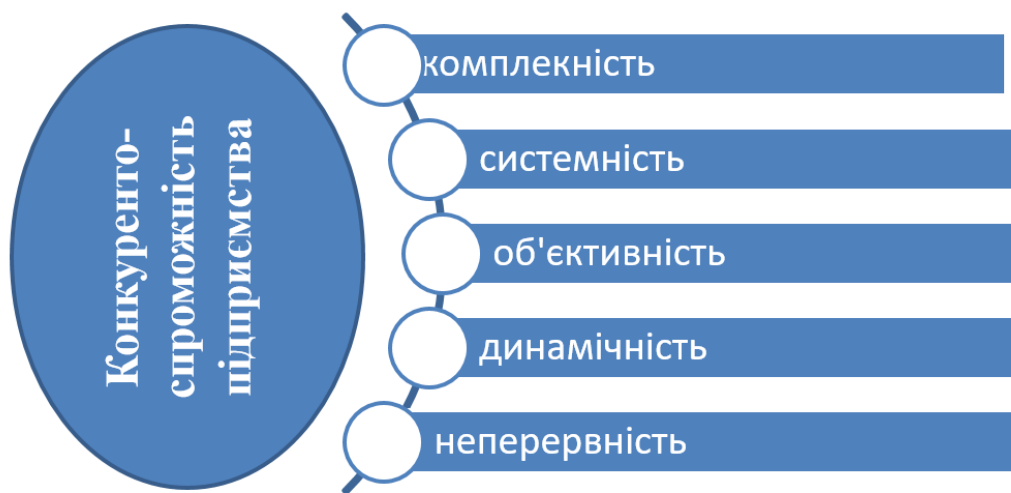 Конкуренто-
спроможність
підприємства
комплекність
системність
об'єктивність
динамічність
неперервність